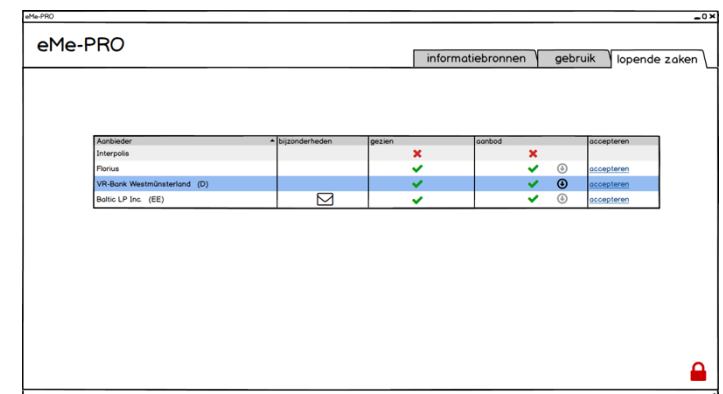 eMe-PRO
eMe-PRO
informatiebronnen gebruik lopende zaken
Aanbieder bijzonderheden gezien aanbod accepteren
Interpolis
Florius accepteren
VR-Bank Westmünsterland (D) accepteren
Baltic LP Inc (EE) accepteren